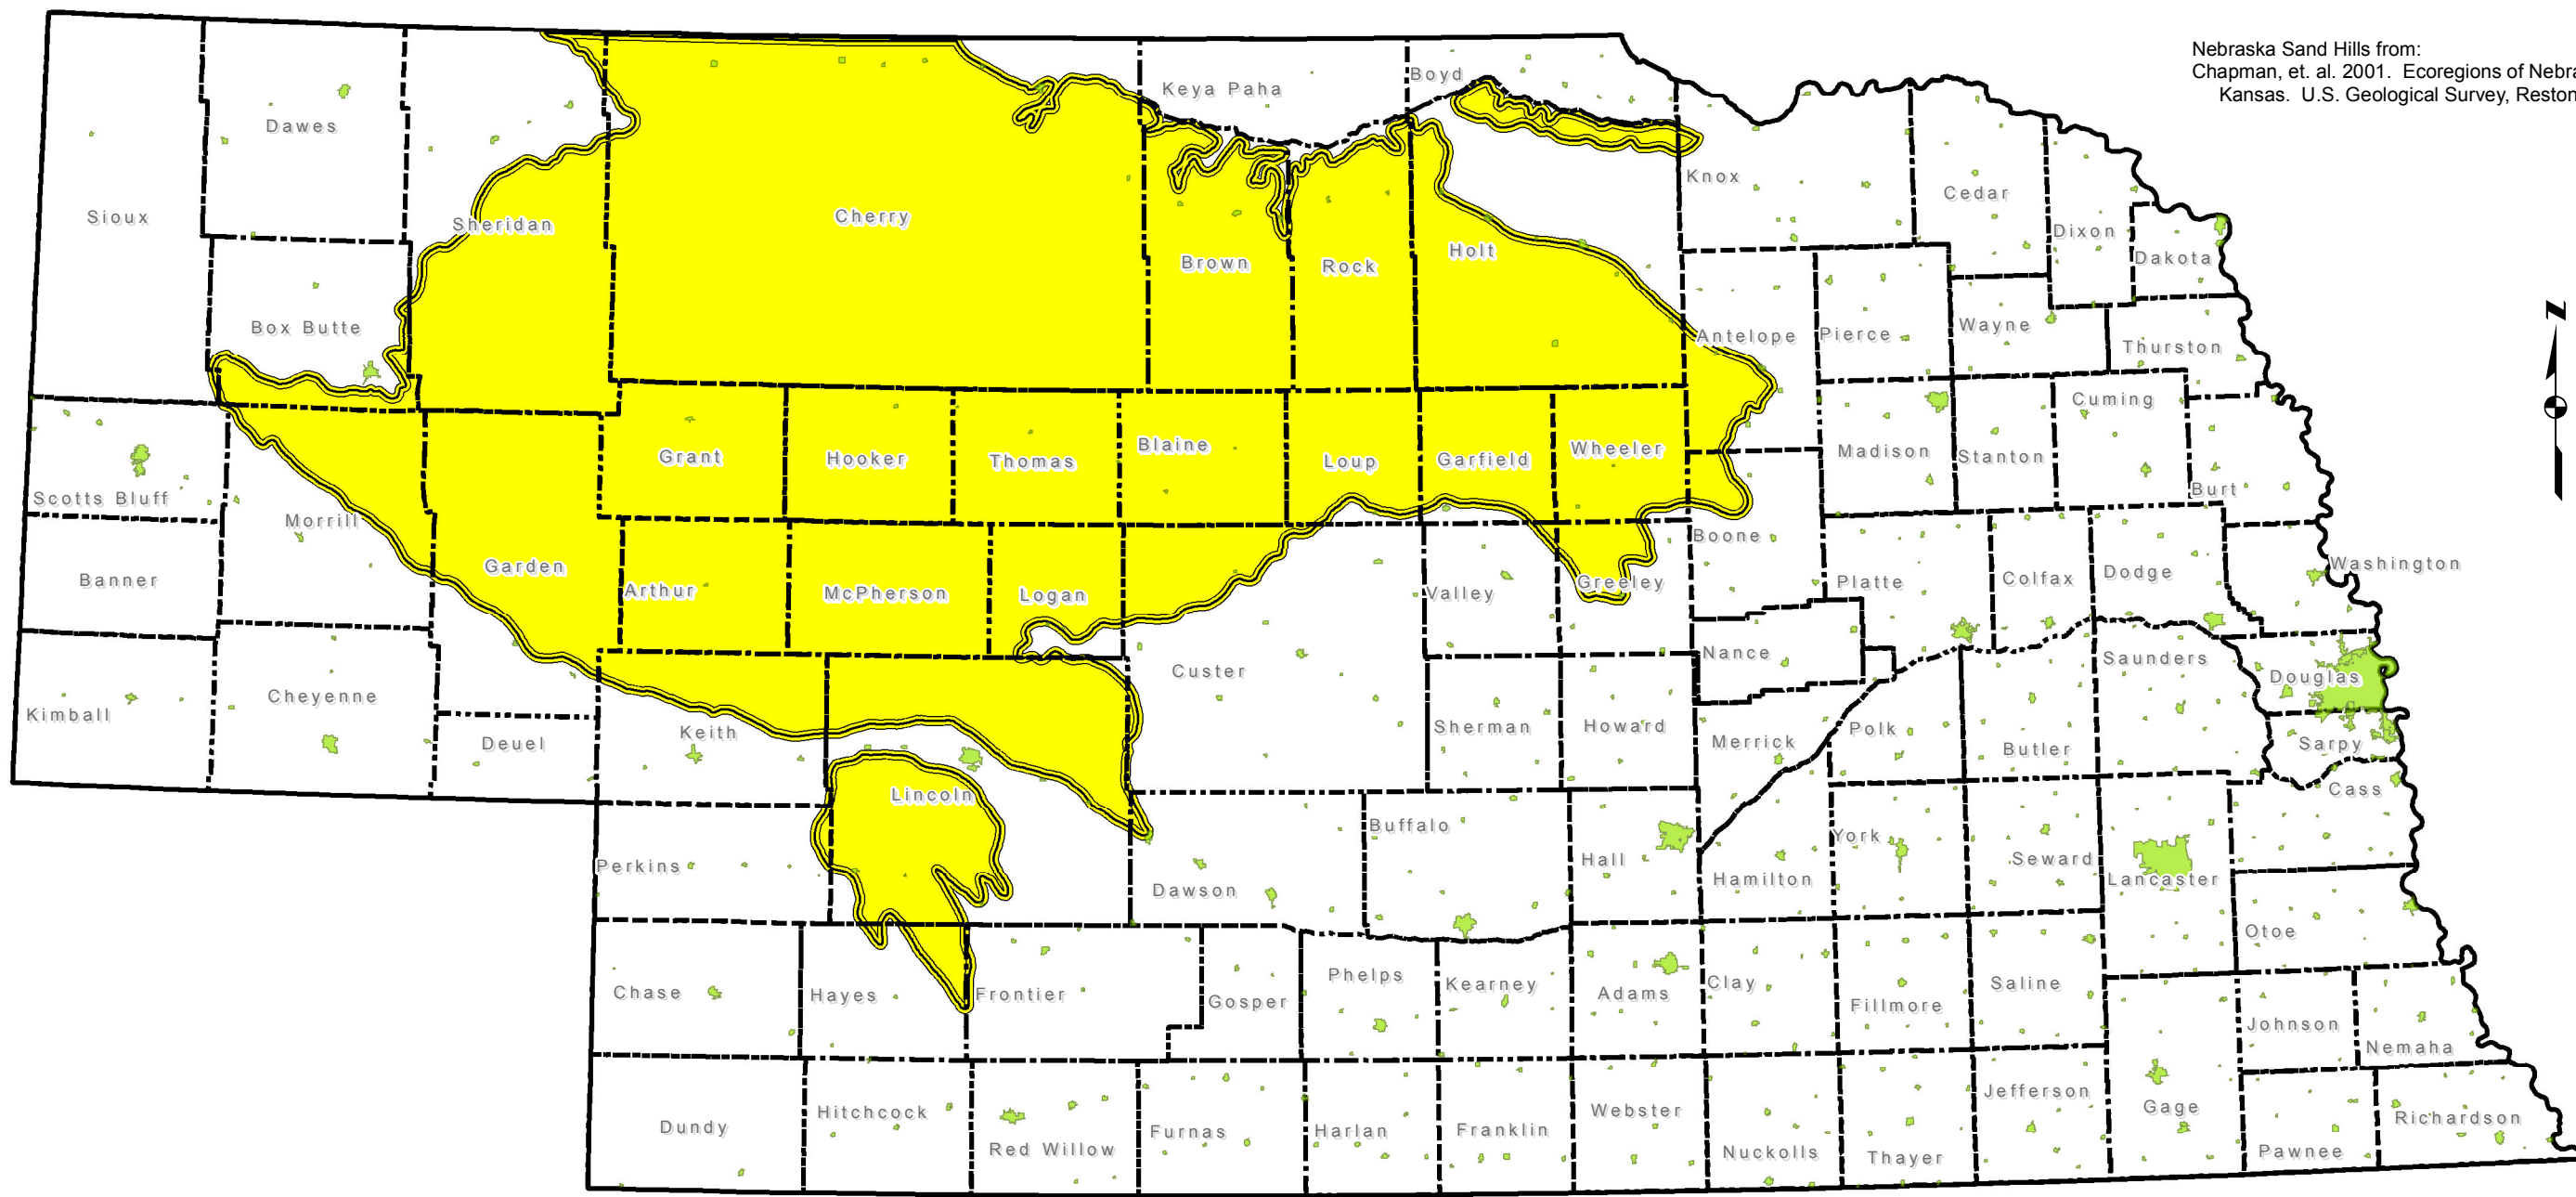 Nebraska Sand Hills from:
Chapman, et. al. 2001. Ecoregions of Nebra
Kansas. U.S. Geological Survey, Reston
Keya Paha
Boyd
Dawes
Knox
Cedar
Sioux
Sheridan
Cherry
Dixon
Brown
Rock
Holt
Dakota
Box Butte
Antelope
Pierce
Wayne
Thurston
Z
Cuming
Grant
Hooker
Thomas
Blaine
Loup
Garfield
Wheeler
Madison
Stanton
Scotts Bluff
Burt
Morrill
Boone
Banner
Garden
Arthur
McPherson
Logan
Valley
Greeley
Platte
Colfax
Dodge
Washington
Nance
Saunders
Custer
Douglas
Kimball
Cheyenne
Deuel
Keith
Sherman
Howard
Merrick
Polk
Butler
Sarpy
Lincoln
Cass
Perkins
Dawson
Buffalo
Hall
Hamilton
York
Seward
Lancaster
Otoe
Chase
Hayes
Frontier
Gosper
Phelps
Kearney
Adams
Clay
Fillmore
Saline
Johnson
Nemaha
Dundy
Hitchcock
Red Willow
Furnas
Harlan
Franklin
Webster
Nuckolls
Thayer
Jefferson
Gage
Pawnee
Richardson